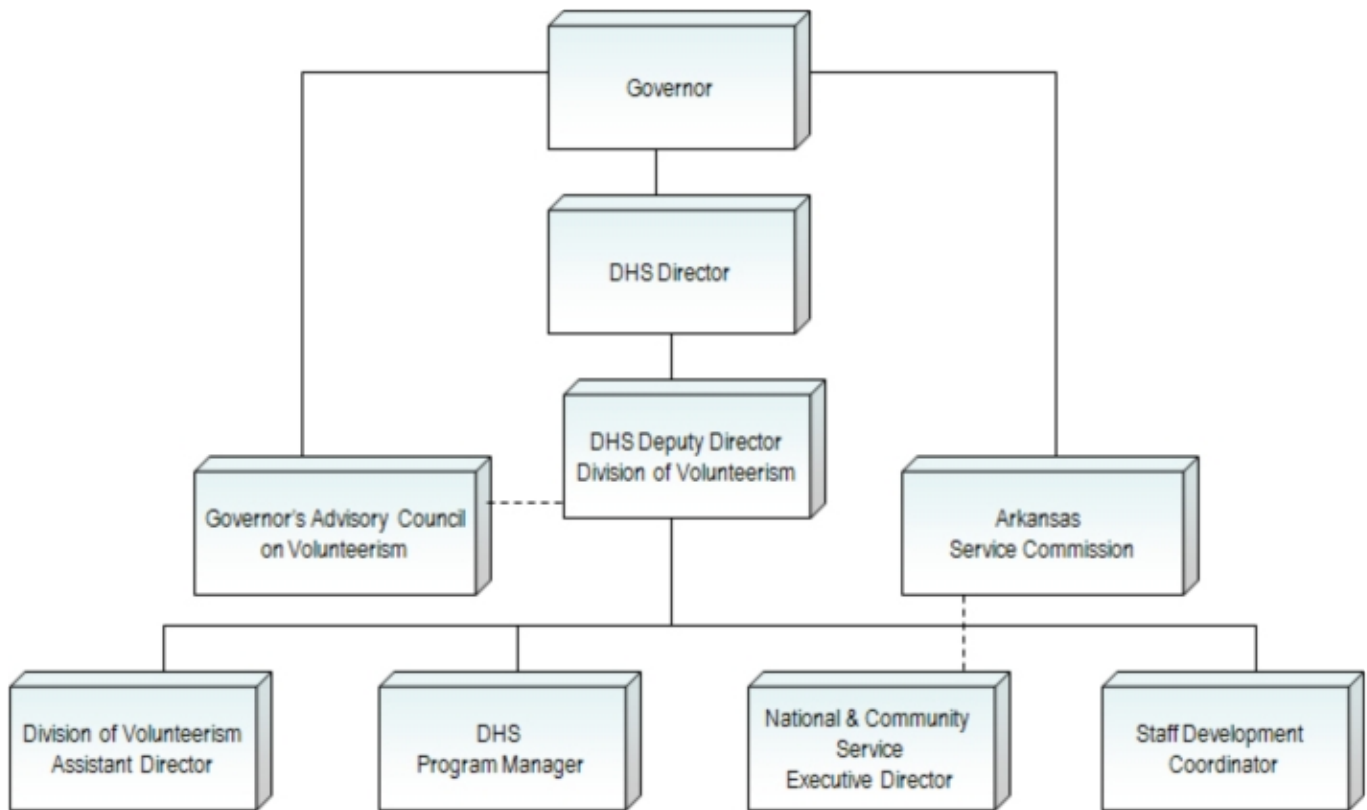 Governor
DHS Director
DHS Deputy Director
Division of Volunteerism
Governor's Advisory Council
on Volunteerism
Arkansas
Service Commission
Division of Volunteerism
Assistant Director
DHS
Program Manager
National & Community
Service
Executive Director
Staff Development
Coordinator